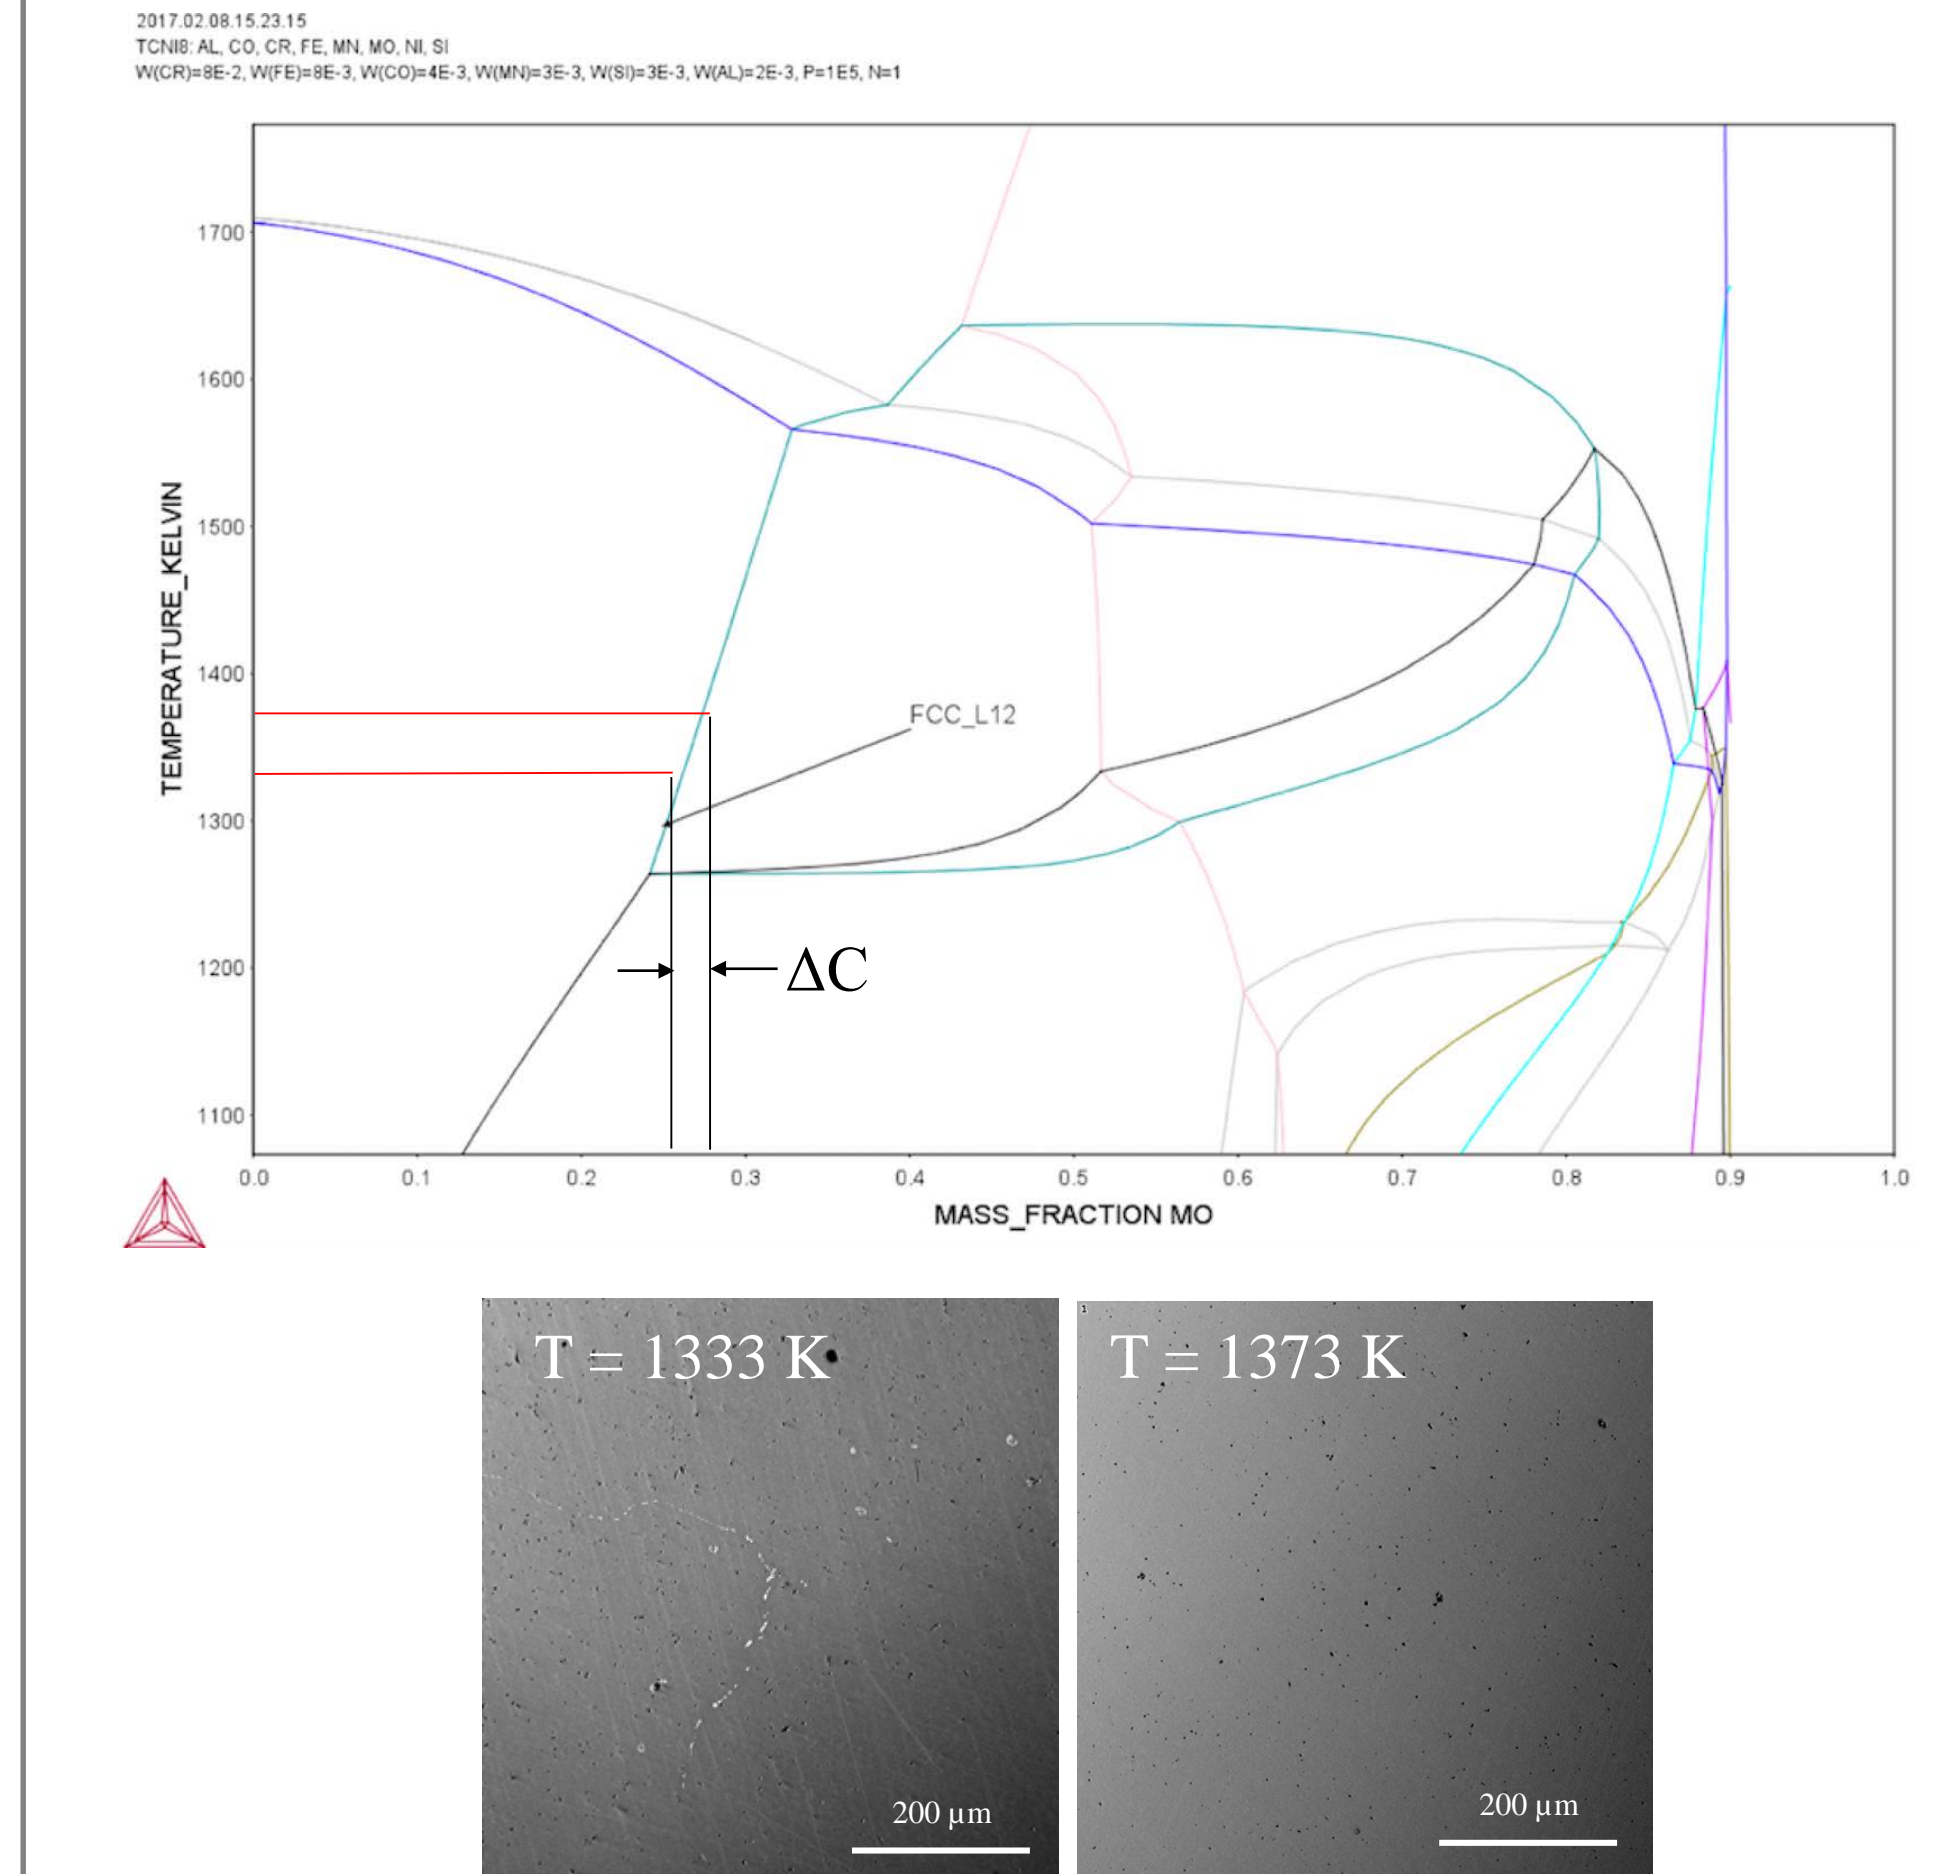 2017.02.08.15.23.15
TCNI8: AL, CO, CR, FE, MN, MO, NI, SI
W(CR)=8E-2, W(FE)=8E-3, W(CO)=4E-3, W(MN)=3E-3, W(SI)=3E-3, W(AL)=2E-3, P=1E5, N=1
TEMPERATURE_KELVIN
1700
1600
1500
1400
1300
1200
1100
FCC_L12
ΔC
0.0 0.1 0.2 0.3 0.4 0.5 0.6 0.7 0.8 0.9 1.0
MASS_FRACTION MO
T = 1333 K
200 µm
1
T = 1373 K
200 µm